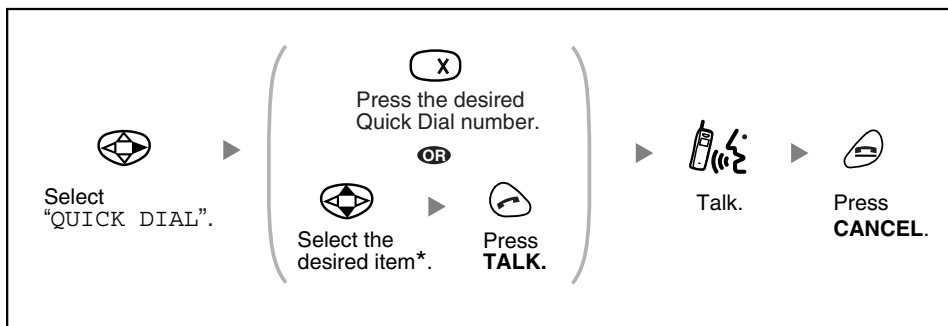 Select
“QUICK DIAL”.
X
Press the desired
Quick Dial number.
OR
Select the
desired item*.
Press
TALK.
Talk.
Press
CANCEL.